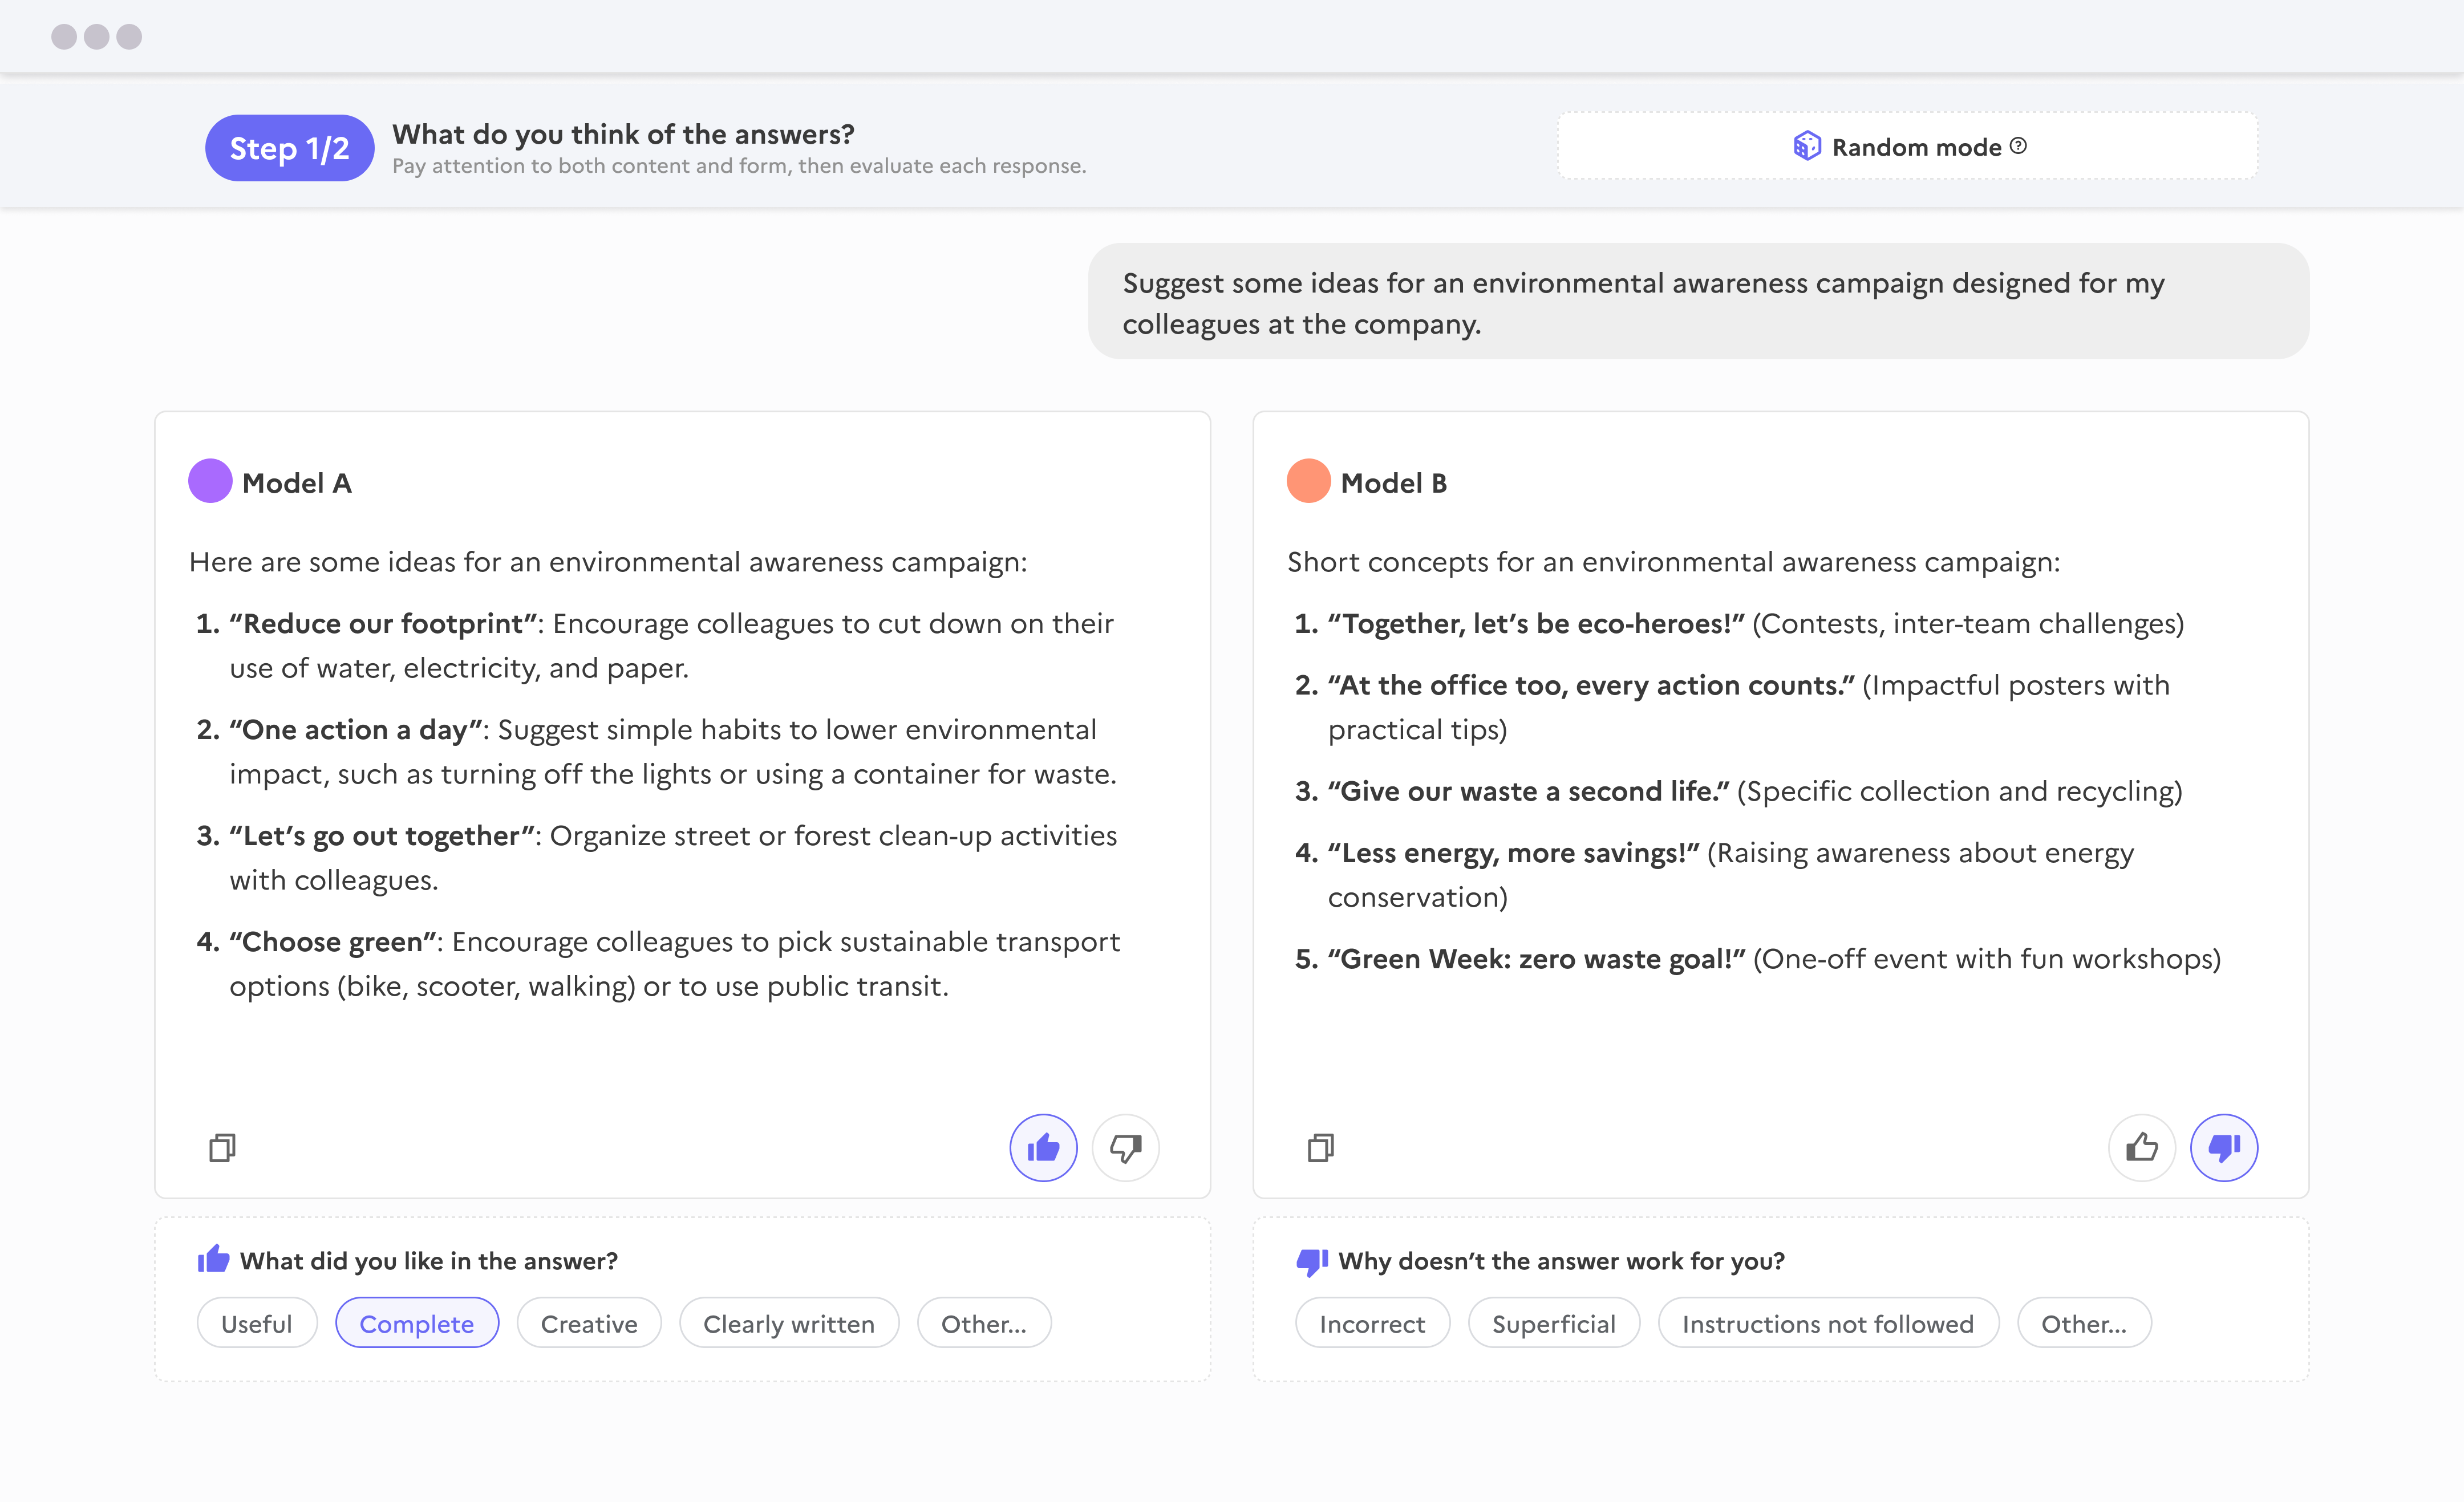 Step 1/2
What do you think of the answers?
Pay attention to both content and form, then evaluate each response.
Random mode
Suggest some ideas for an environmental awareness campaign designed for my
colleagues at the company.
Model A
Here are some ideas for an environmental awareness campaign:
1. “Reduce our footprint”: Encourage colleagues to cut down on their
use of water, electricity, and paper.
2. “One action a day”: Suggest simple habits to lower environmental
impact, such as turning off the lights or using a container for waste.
3. “Let’s go out together”: Organize street or forest clean-up activities
with colleagues.
4. “Choose green”: Encourage colleagues to pick sustainable transport
options (bike, scooter, walking) or to use public transit.
What did you like in the answer?
Useful
Complete
Creative
Clearly written
Other...
Model B
Short concepts for an environmental awareness campaign:
1. “Together, let’s be eco-heroes!” (Contests, inter-team challenges)
2. “At the office too, every action counts.” (Impactful posters with
practical tips)
3. “Give our waste a second life.” (Specific collection and recycling)
4. “Less energy, more savings!” (Raising awareness about energy
conservation)
5. “Green Week: zero waste goal!” (One-off event with fun workshops)
Why doesn’t the answer work for you?
Incorrect
Superficial
Instructions not followed
Other...